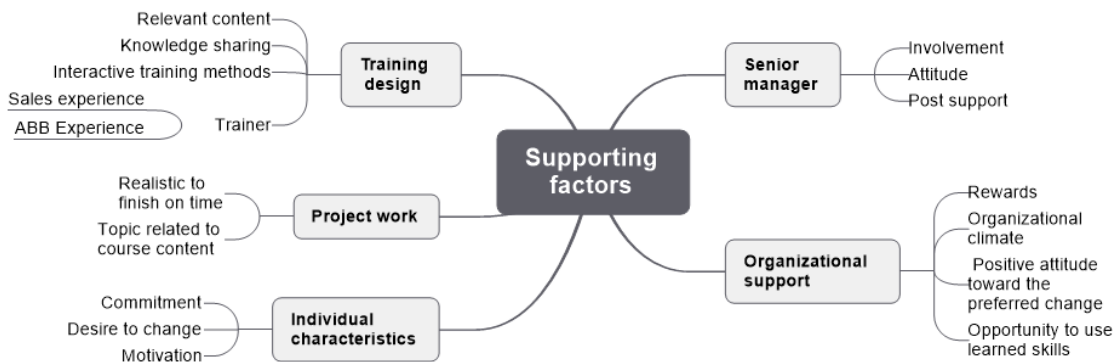 Supporting
factors
Training
design
Relevant content
Knowledge sharing
Interactive training methods
Trainer
Sales experience
ABB Experience
Project work
Realistic to
finish on time
Topic related to
course content
Individual
characteristics
Commitment
Desire to change
Motivation
Senior
manager
Involvement
Attitude
Post support
Organizational
support
Rewards
Organizational
climate
Positive attitude
toward the
preferred change
Opportunity to use
learned skills